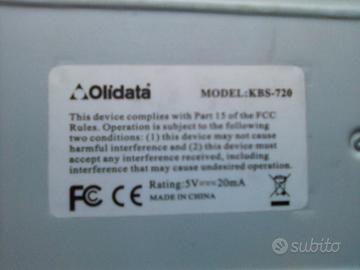 Olidata MODEL:KBS-720
This device complies with Part 15 of the FCC
Rules. Operation is subject to the following
two conditions: (1) this device may not cause
harmful interference and (2) this device must
accept any interference received, including
interference that may cause undesired operation.
FC CE Rating:5V⎓20mA
MADE IN CHINA
subito